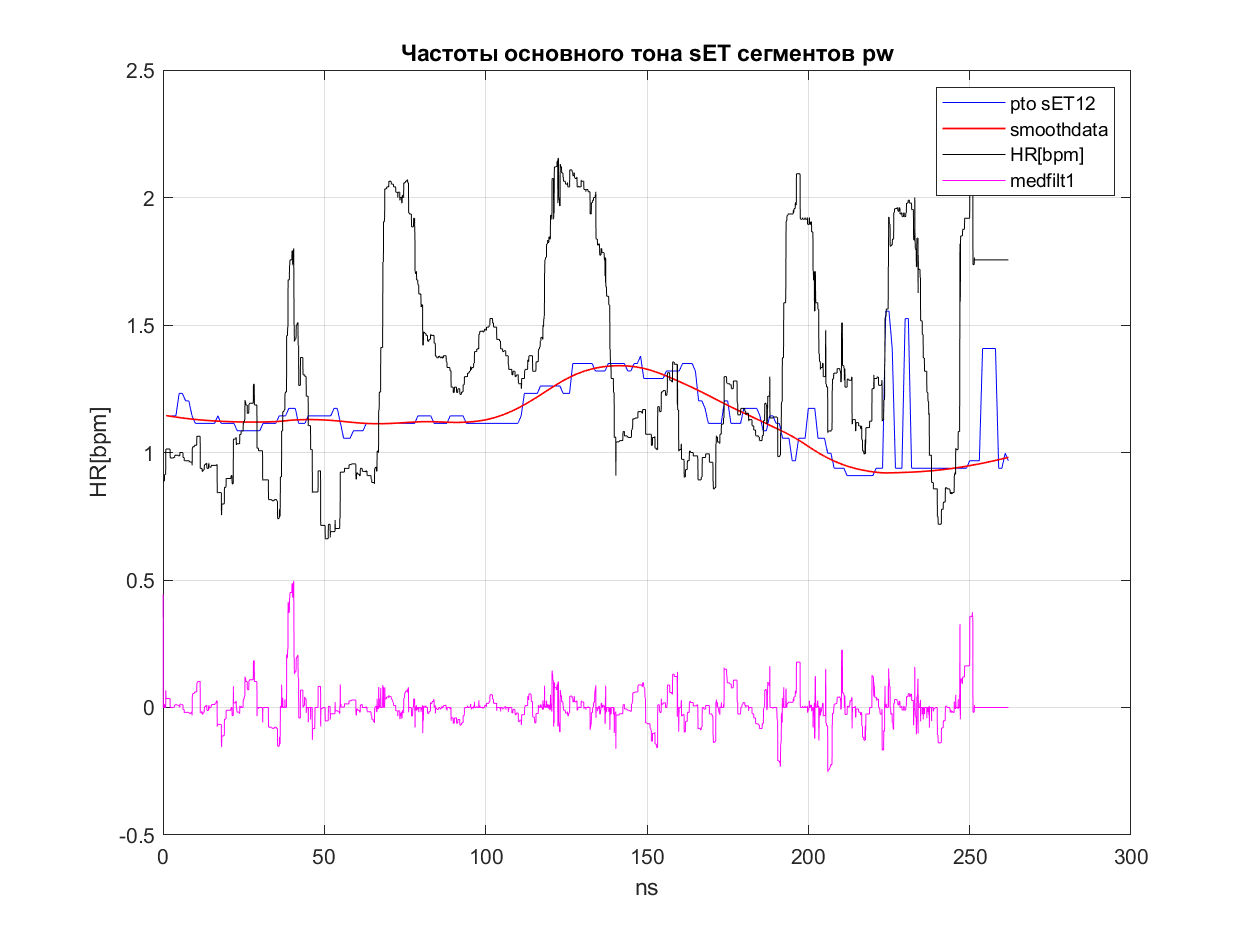 Частоты основного тона sET сегментов pw
pto sET12
smoothdata
HR[bpm]
medfilt1
2.5
2
1.5
1
0.5
0
-0.5
HR[bpm]
0 50 100 150 200 250 300
ns